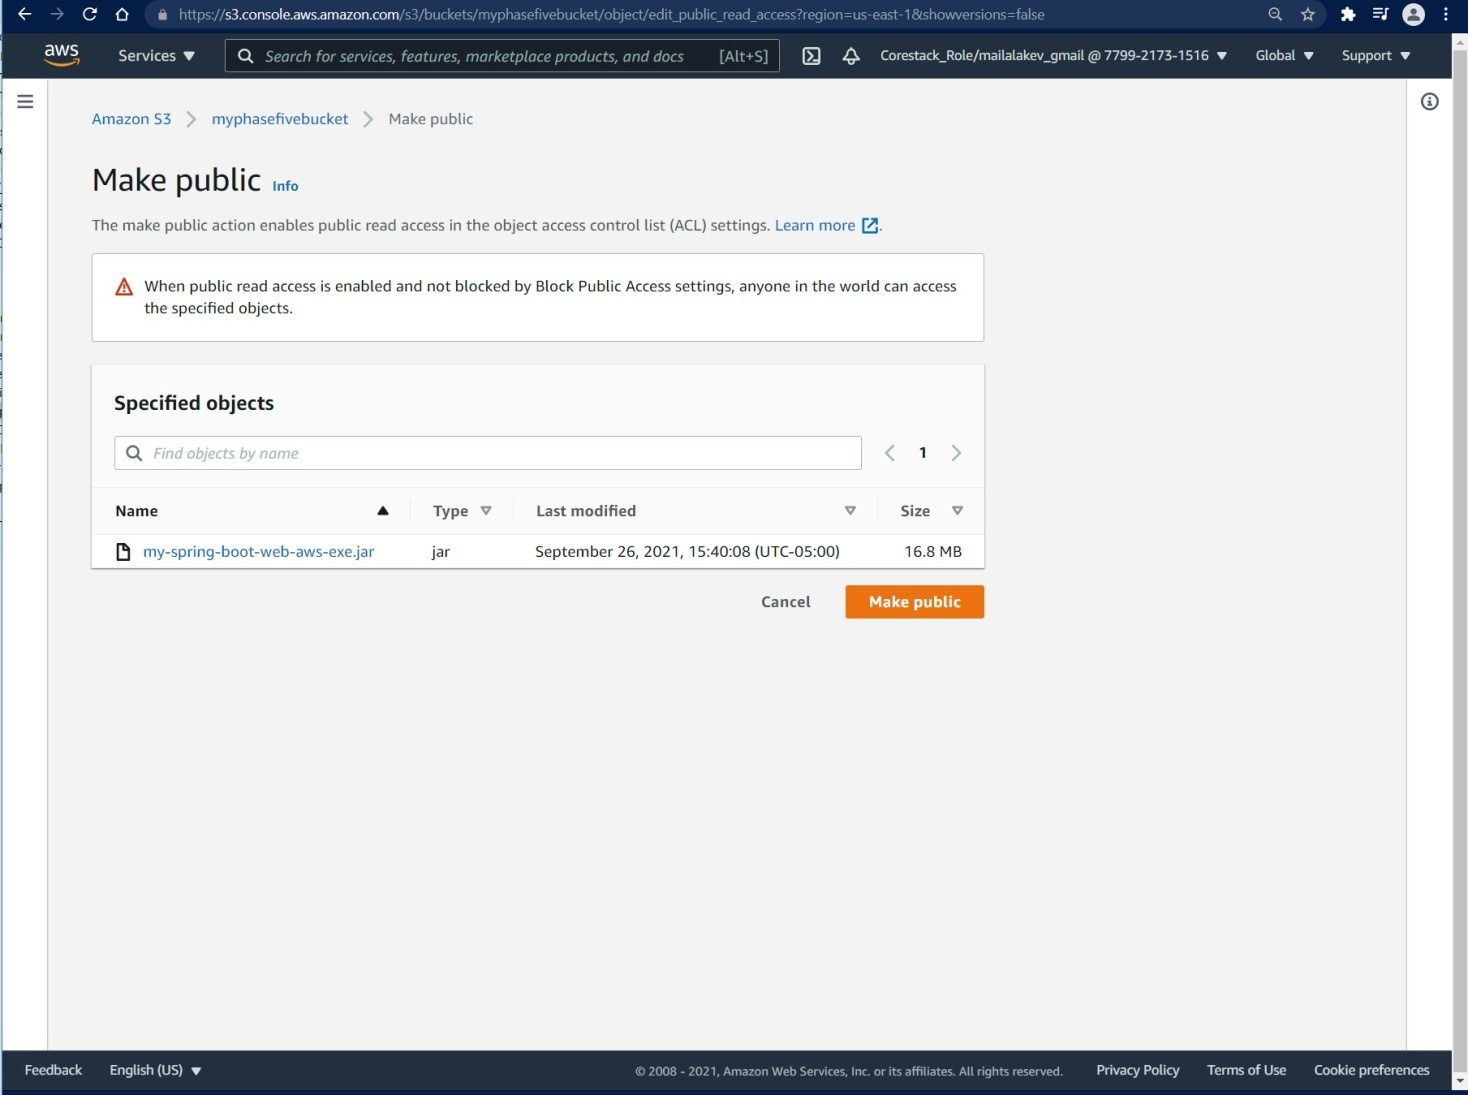 https://s3.console.aws.amazon.com/s3/buckets/myphasefivebucket/object/edit_public_read_access?region=us-east-1&showversions=false
aws Services Search for services, features, marketplace products, and docs [Alt+S] Corestack_Role/mailalakev_gmail @ 7799-2173-1516 Global Support
Amazon S3 myphasefivebucket Make public
Make public Info
The make public action enables public read access in the object access control list (ACL) settings. Learn more .
When public read access is enabled and not blocked by Block Public Access settings, anyone in the world can access
the specified objects.
Specified objects
Find objects by name 1
Name Type Last modified Size
my-spring-boot-web-aws-exe.jar jar September 26, 2021, 15:40:08 (UTC-05:00) 16.8 MB
Cancel Make public
Feedback English (US) © 2008 - 2021, Amazon Web Services, Inc. or its affiliates. All rights reserved. Privacy Policy Terms of Use Cookie preferences